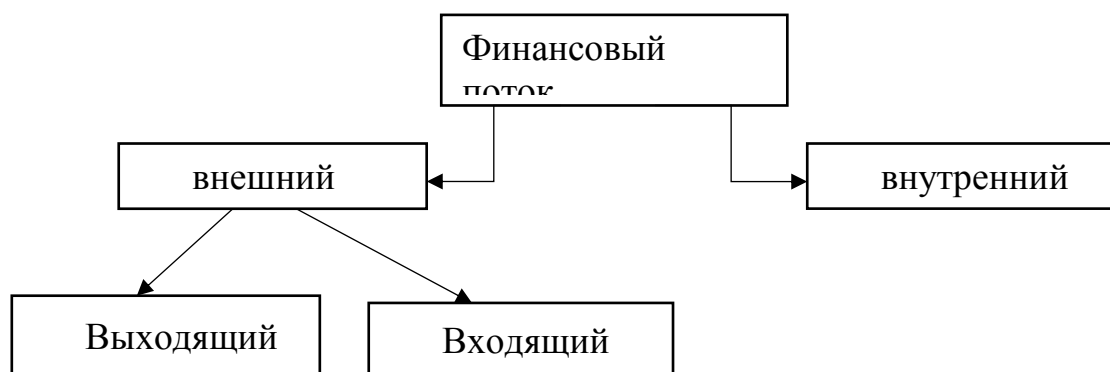 Финансовый
поток
внешний
внутренний
Выходящий
Входящий